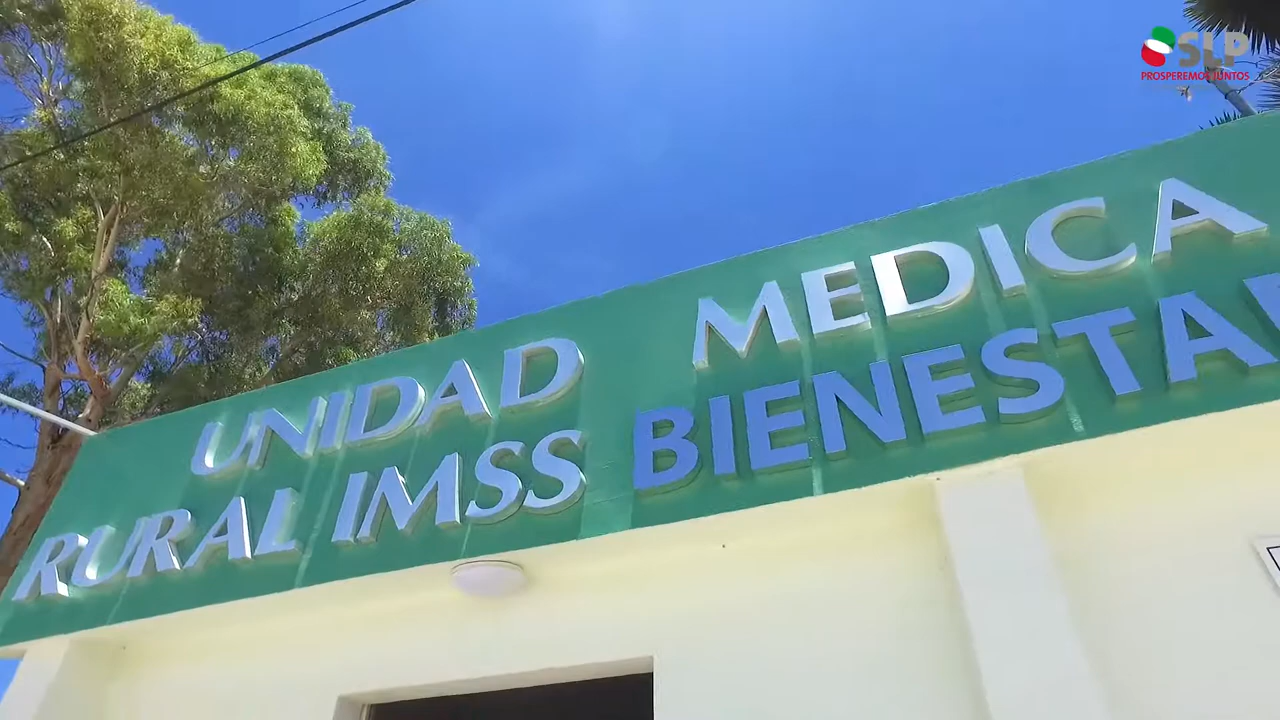 SLP
PROSPEREMOS JUNTOS
UNIDAD MEDICA
RURAL IMSS BIENESTAR